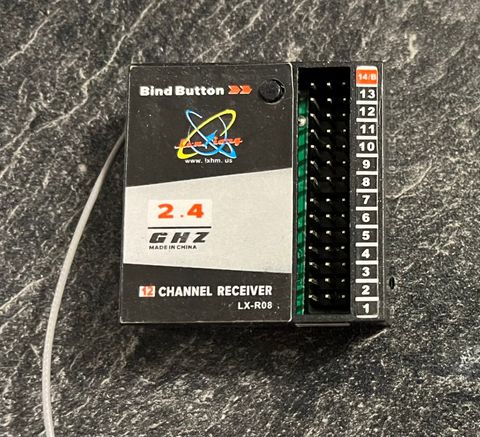 Bind Button
www.lxhm.us
2.4
GHZ
MADE IN CHINA
12 CHANNEL RECEIVER
LX-R08
14/B
13
12
11
10
9
8
7
6
5
4
3
2
1